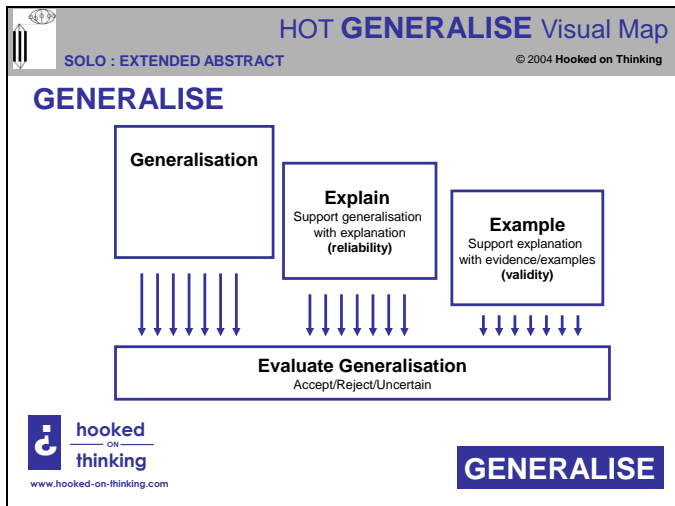 HOT GENERALISE Visual Map
SOLO : EXTENDED ABSTRACT
© 2004 Hooked on Thinking
GENERALISE
Generalisation
Explain
Support generalisation
with explanation
(reliability)
Example
Support explanation
with evidence/examples
(validity)
Evaluate Generalisation
Accept/Reject/Uncertain
hooked
ON
thinking
www.hooked-on-thinking.com
GENERALISE